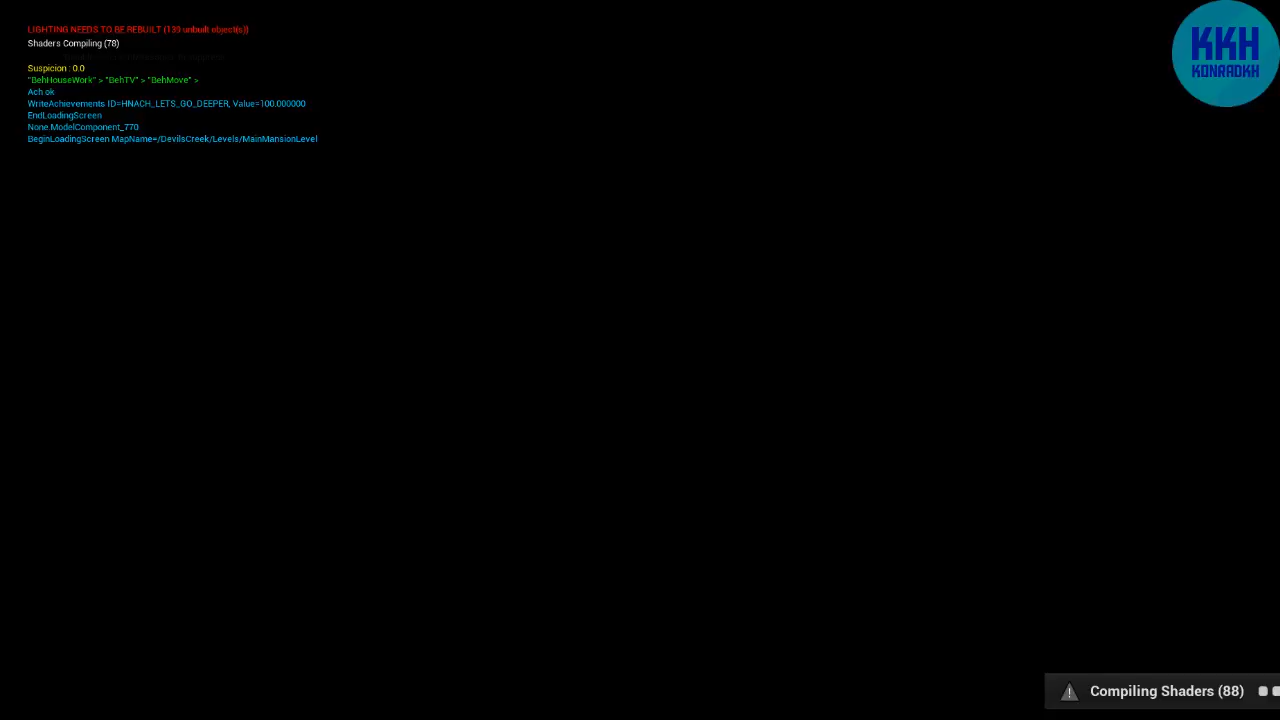 LIGHTING NEEDS TO BE REBUILT (139 unbuilt object(s))
Shaders Compiling (78)
Suspicion : 0.0
"BehHouseWork" > "BehTV" > "BehMove" >
Ach ok
WriteAchievements ID=HNACH_LETS_GO_DEEPER, Value=100.000000
EndLoadingScreen
None.ModelComponent_770
BeginLoadingScreen MapName=/DevilsCreek/Levels/MainMansionLevel
KKH
KONRADKH
Compiling Shaders (88)